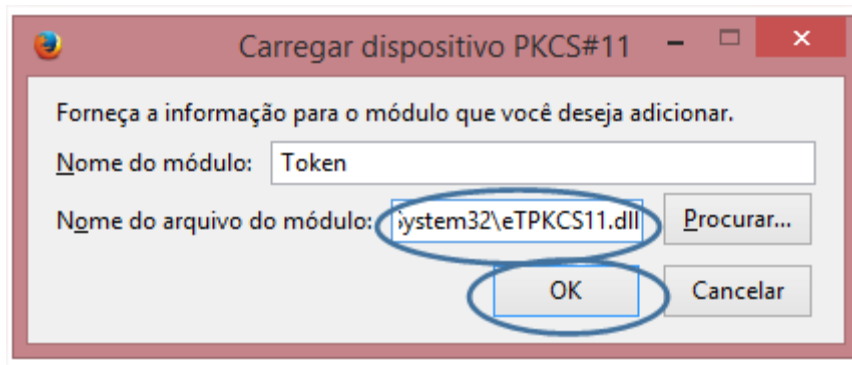 Carregar dispositivo PKCS#11
Forneça a informação para o módulo que você deseja adicionar.
Nome do módulo: Token
Nome do arquivo do módulo: ystem32\eTPKCS11.dll Procurar...
OK Cancelar